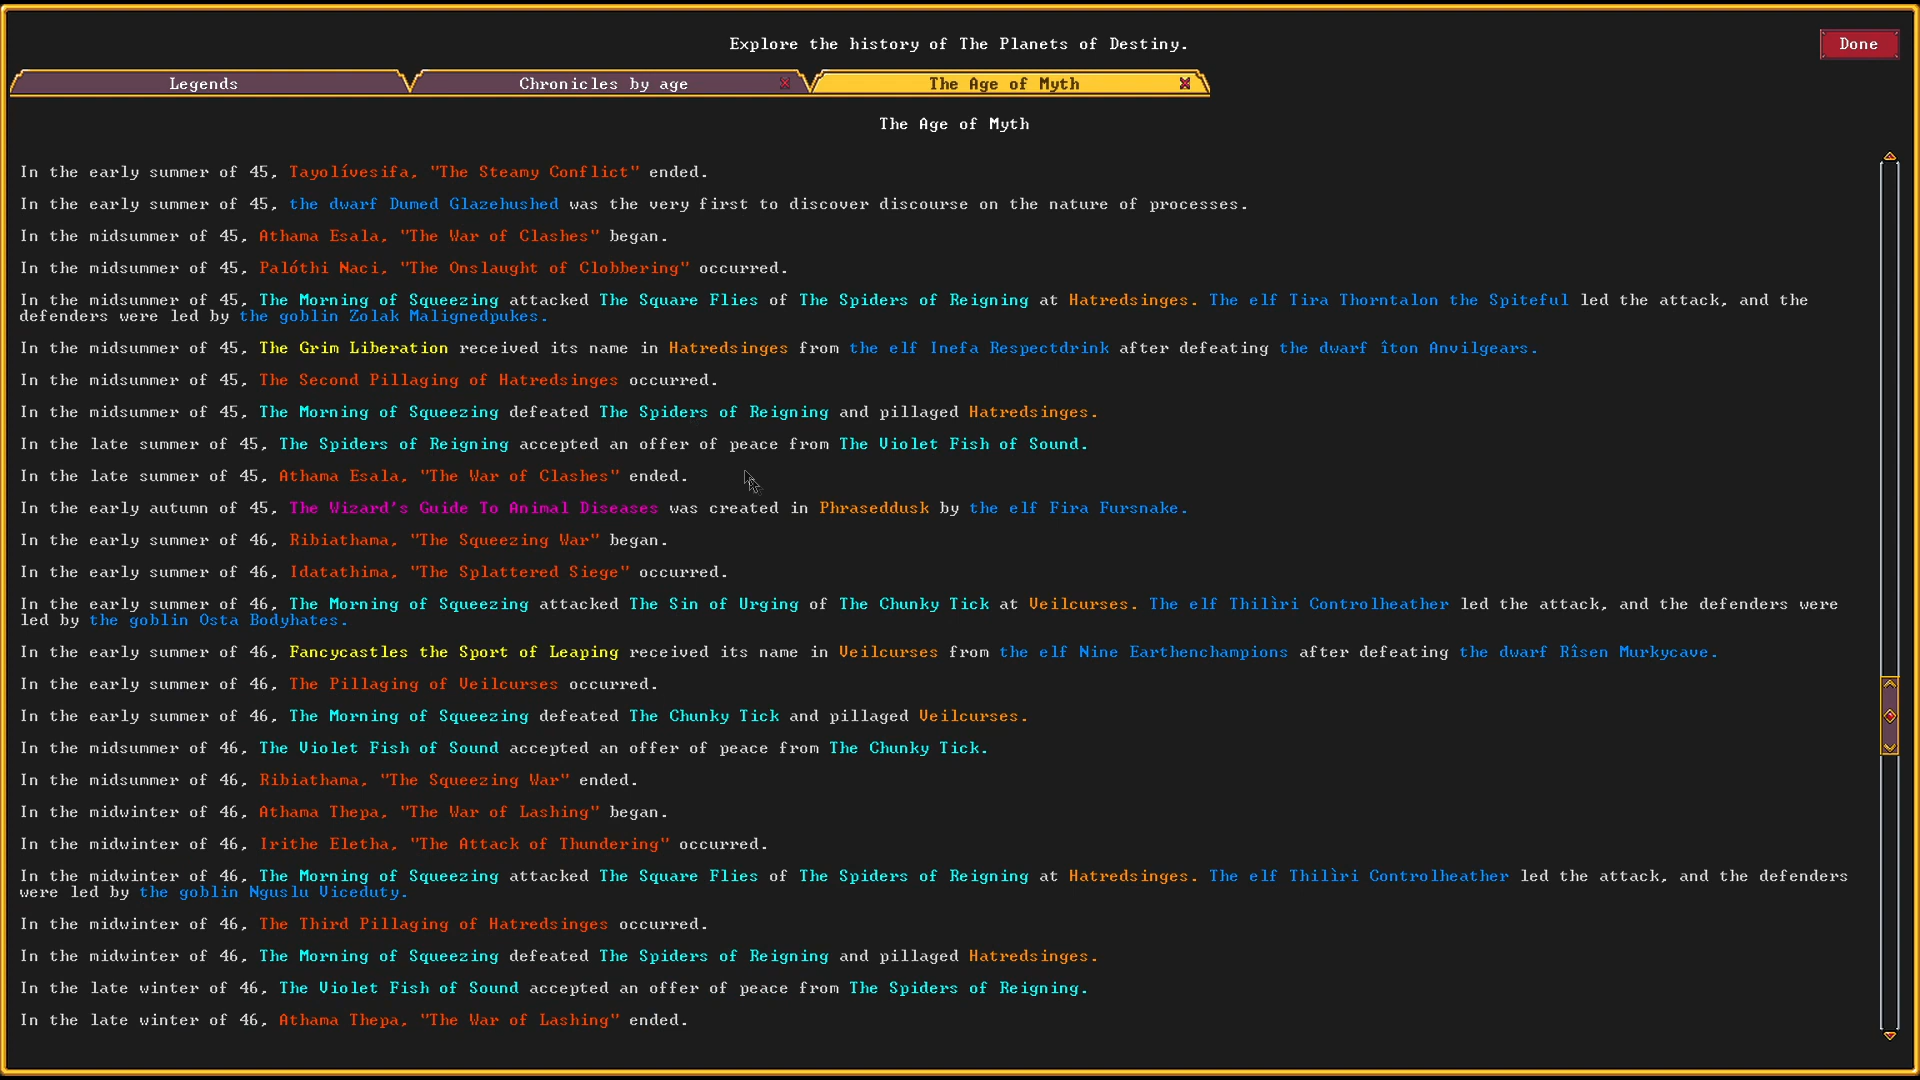 Explore the history of The Planets of Destiny.
Done
Legends
Chronicles by age
The Age of Myth
The Age of Myth
In the early summer of 45, Tayolívesifa, "The Steamy Conflict" ended.
In the early summer of 45, the dwarf Dumed Glazehushed was the very first to discover discourse on the nature of processes.
In the midsummer of 45, Athama Esala, "The War of Clashes" began.
In the midsummer of 45, Palóthi Naci, "The Onslaught of Clobbering" occurred.
In the midsummer of 45, The Morning of Squeezing attacked The Square Flies of The Spiders of Reigning at Hatredsinges. The elf Tira Thorntalon the Spiteful led the attack, and the
defenders were led by the goblin Zolak Malignedpukes.
In the midsummer of 45, The Grim Liberation received its name in Hatredsinges from the elf Inefa Respectdrink after defeating the dwarf îton Anvilgears.
In the midsummer of 45, The Second Pillaging of Hatredsinges occurred.
In the midsummer of 45, The Morning of Squeezing defeated The Spiders of Reigning and pillaged Hatredsinges.
In the late summer of 45, The Spiders of Reigning accepted an offer of peace from The Violet Fish of Sound.
In the late summer of 45, Athama Esala, "The War of Clashes" ended.
In the early autumn of 45, The Wizard's Guide To Animal Diseases was created in Phraseddusk by the elf Fira Fursnake.
In the early summer of 46, Ribiathama, "The Squeezing War" began.
In the early summer of 46, Idatathima, "The Splattered Siege" occurred.
In the early summer of 46, The Morning of Squeezing attacked The Sin of Urging of The Chunky Tick at Veilcurses. The elf Thilìri Controlheather led the attack, and the defenders were
led by the goblin Osta Bodyhates.
In the early summer of 46, Fancycastles the Sport of Leaping received its name in Veilcurses from the elf Nine Earthenchampions after defeating the dwarf Rîsen Murkycave.
In the early summer of 46, The Pillaging of Veilcurses occurred.
In the early summer of 46, The Morning of Squeezing defeated The Chunky Tick and pillaged Veilcurses.
In the midsummer of 46, The Violet Fish of Sound accepted an offer of peace from The Chunky Tick.
In the midsummer of 46, Ribiathama, "The Squeezing War" ended.
In the midwinter of 46, Athama Thepa, "The War of Lashing" began.
In the midwinter of 46, Irithe Eletha, "The Attack of Thundering" occurred.
In the midwinter of 46, The Morning of Squeezing attacked The Square Flies of The Spiders of Reigning at Hatredsinges. The elf Thilìri Controlheather led the attack, and the defenders
were led by the goblin Nguslu Viceduty.
In the midwinter of 46, The Third Pillaging of Hatredsinges occurred.
In the midwinter of 46, The Morning of Squeezing defeated The Spiders of Reigning and pillaged Hatredsinges.
In the late winter of 46, The Violet Fish of Sound accepted an offer of peace from The Spiders of Reigning.
In the late winter of 46, Athama Thepa, "The War of Lashing" ended.